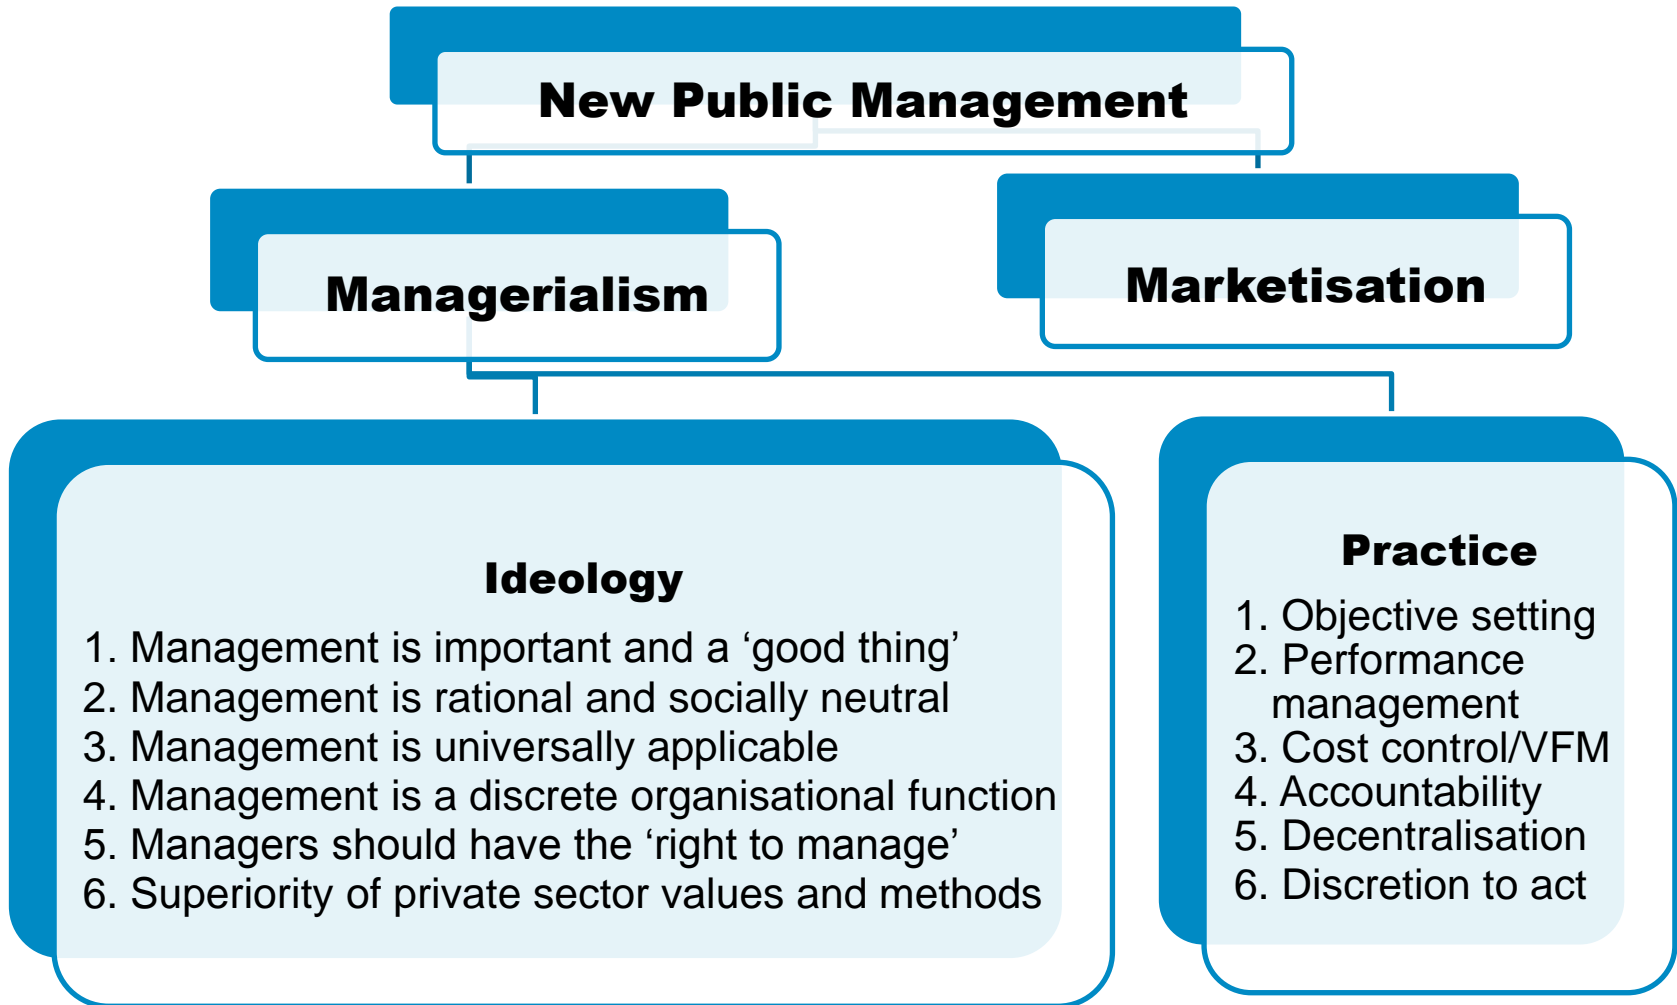 New Public Management
Managerialism
Marketisation
Ideology
1. Management is important and a ‘good thing’
2. Management is rational and socially neutral
3. Management is universally applicable
4. Management is a discrete organisational function
5. Managers should have the ‘right to manage’
6. Superiority of private sector values and methods
Practice
1. Objective setting
2. Performance
management
3. Cost control/VFM
4. Accountability
5. Decentralisation
6. Discretion to act